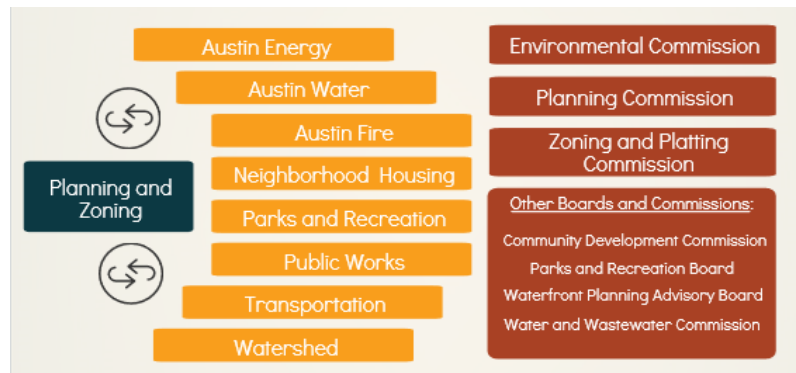 Planning and
Zoning
Austin Energy
Austin Water
Austin Fire
Neighborhood Housing
Parks and Recreation
Public Works
Transportation
Watershed
Environmental Commission
Planning Commission
Zoning and Platting
Commission
Other Boards and Commissions:
Community Development Commission
Parks and Recreation Board
Waterfront Planning Advisory Board
Water and Wastewater Commission